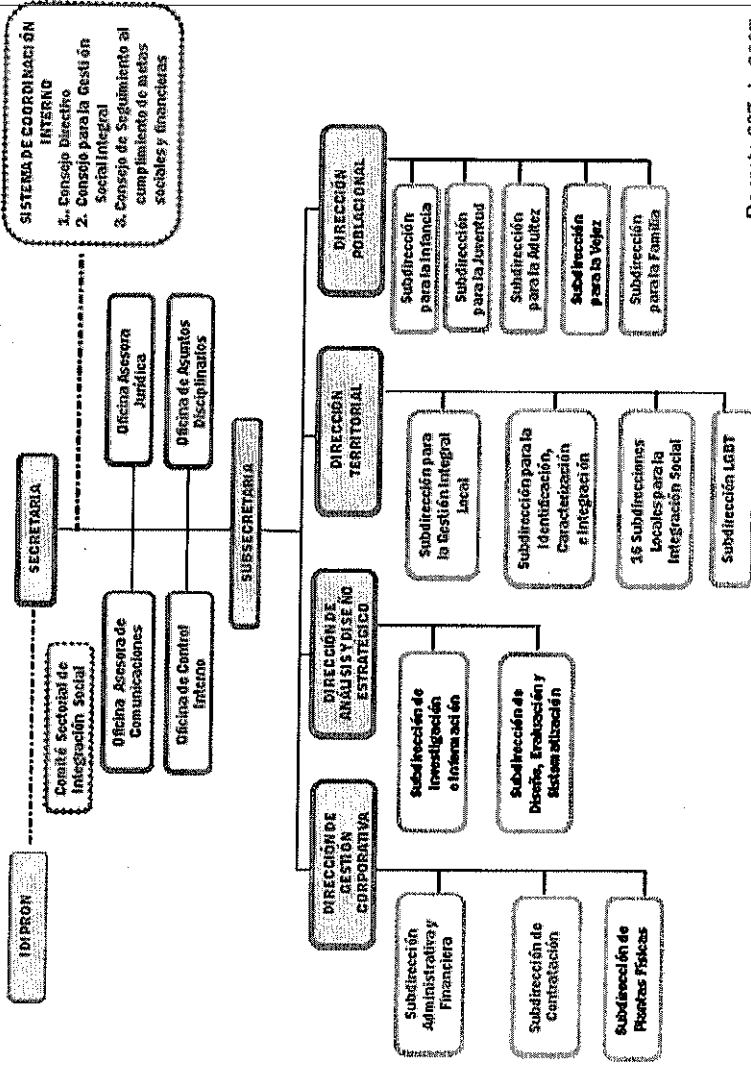 IDIPRON
Comité Sectorial de
Integración Social
SECRETARIA
SISTEMA DE COORDINACIÓN
INTERNO
1. Consejo Directivo
2. Consejo para la Gestión
Social Integral
3. Consejo de Seguimiento al
cumplimiento de metas
sociales y financieras
Oficina Asesora de
Comunicaciones
Oficina Asesora
Jurídica
Oficina de Control
Interno
Oficina de Asuntos
Disciplinarios
SUBSECRETARIA
DIRECCIÓN DE
GESTIÓN
CORPORATIVA
Subdirección
Administrativa y
Financiera
Subdirección de
Contratación
Subdirección de
Plantas Físicas
DIRECCIÓN DE
ANÁLISIS Y DISEÑO
ESTRATÉGICO
Subdirección de
Investigación
e Información
Subdirección de
Diseño, Evaluación y
Sistematización
DIRECCIÓN
TERRITORIAL
Subdirección para
la Gestión Integral
Local
Subdirección para la
Identificación,
Caracterización
e Integración
16 Subdirecciones
Locales para la
Integración Social
Subdirección LGBT
DIRECCIÓN
POBLACIONAL
Subdirección
para la Infancia
Subdirección
para la Juventud
Subdirección
para la Adultez
Subdirección
para la Vejez
Subdirección
para la Familia